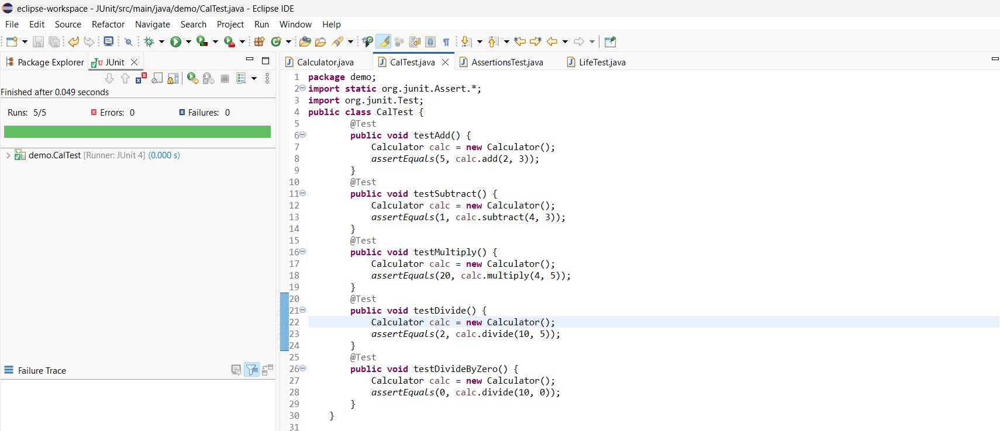 eclipse-workspace - JUnit/src/main/java/demo/CalTest.java - Eclipse IDE
File Edit Source Refactor Navigate Search Project Run Window Help
Package Explorer JUnit
Finished after 0.049 seconds
Runs: 5/5 Errors: 0 Failures: 0
demo.CalTest [Runner: JUnit 4] (0.000 s)
Failure Trace
Calculator.java CalTest.java AssertionsTest.java LifeTest.java
1 package demo;
2 import static org.junit.Assert.*;
3 import org.junit.Test;
4 public class CalTest {
5 @Test
6 public void testAdd() {
7 Calculator calc = new Calculator();
8 assertEquals(5, calc.add(2, 3));
9 }
10 @Test
11 public void testSubtract() {
12 Calculator calc = new Calculator();
13 assertEquals(1, calc.subtract(4, 3));
14 }
15 @Test
16 public void testMultiply() {
17 Calculator calc = new Calculator();
18 assertEquals(20, calc.multiply(4, 5));
19 }
20 @Test
21 public void testDivide() {
22 Calculator calc = new Calculator();
23 assertEquals(2, calc.divide(10, 5));
24 }
25 @Test
26 public void testDivideByZero() {
27 Calculator calc = new Calculator();
28 assertEquals(0, calc.divide(10, 0));
29 }
30 }
31